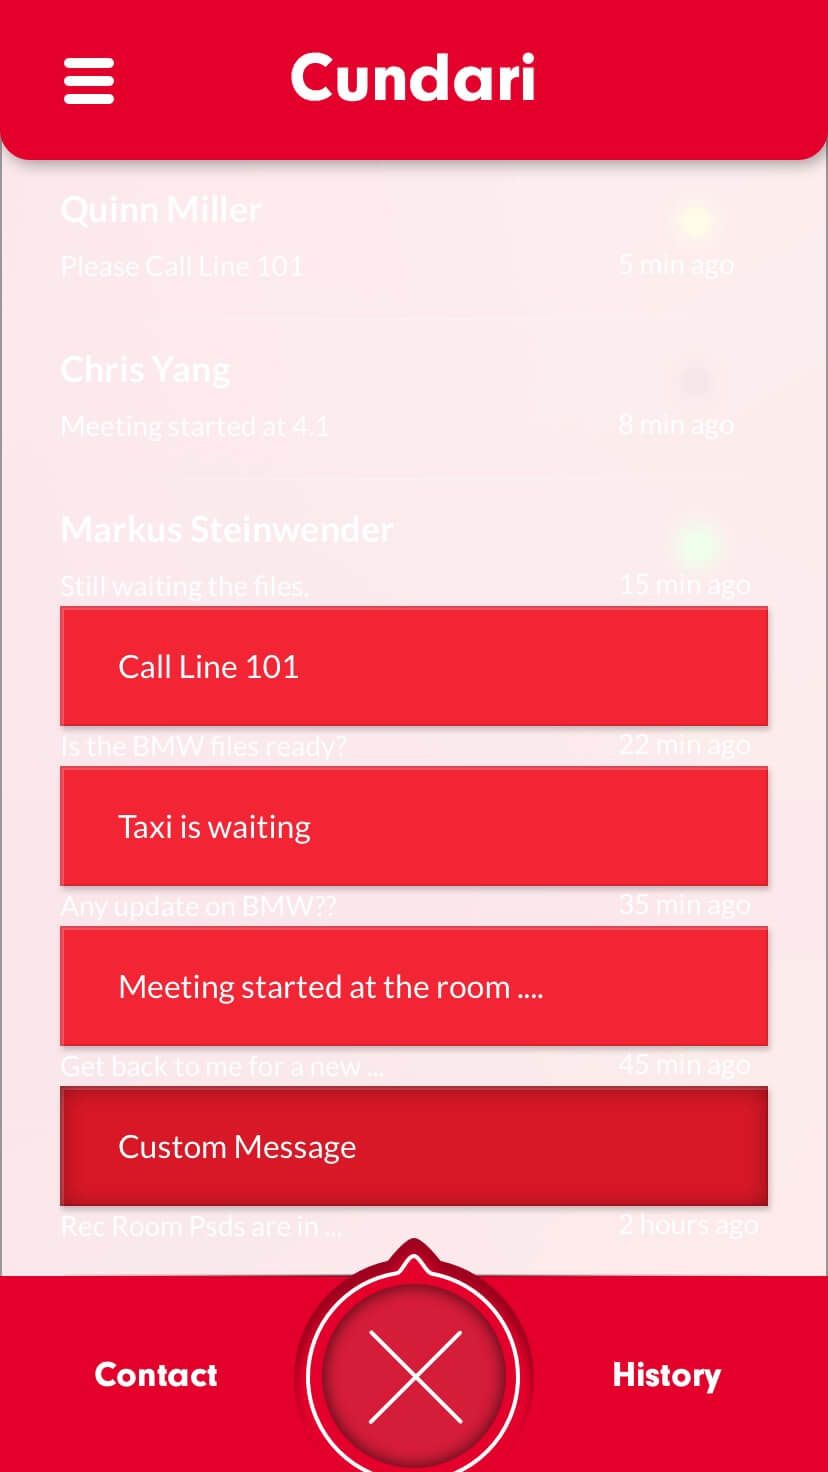 Cundari
Quinn Miller
Please Call Line 101
5 min ago
Chris Yang
Meeting started at 4.1
8 min ago
Markus Steinwender
Still waiting the files.
15 min ago
Call Line 101
Is the BMW files ready?
22 min ago
Taxi is waiting
Any update on BMW??
35 min ago
Meeting started at the room ....
Get back to me for a new ...
45 min ago
Custom Message
Rec Room Psds are in ...
2 hours ago
Contact
History